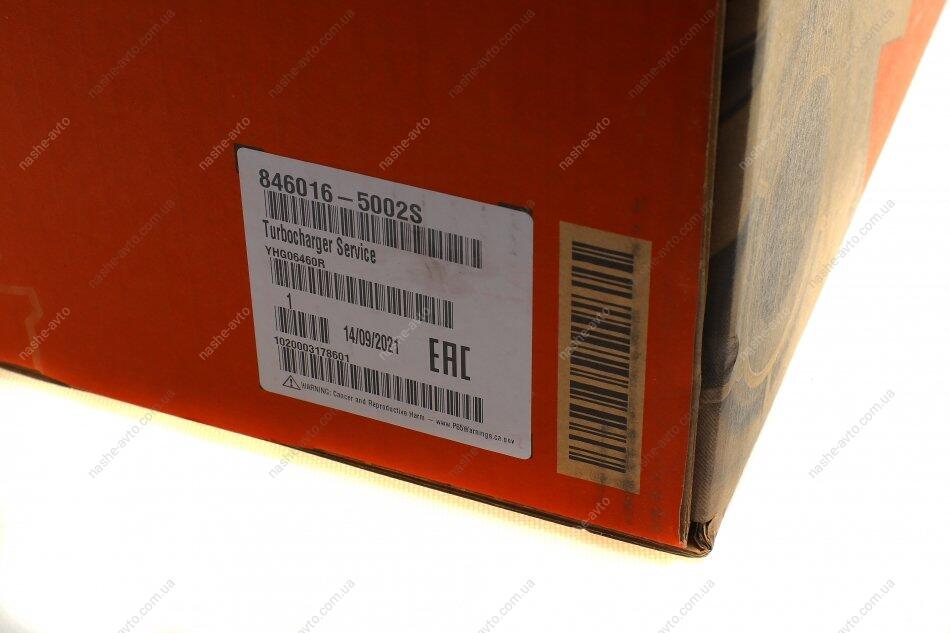 846016-5002S
Turbocharger Service
YHG06460R
1
14/09/2021
EAC
1020003178601
WARNING: Cancer and Reproductive Harm - www.P65Warnings.ca.gov
nashe-avto.com.ua